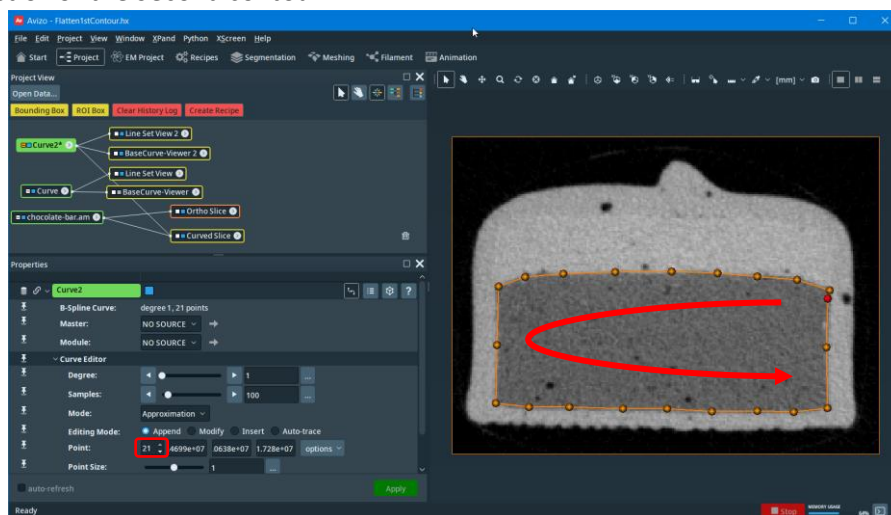 Avizo - Flatten1stContour.hx
File Edit Project View Window XPand Python XScreen Help
Start Project EM Project Recipes Segmentation Meshing Filament Animation
Project View
Open Data...
Bounding Box ROI Box Clear History Log Create Recipe
[mm]
Curve2*
Line Set View 2
BaseCurve-Viewer 2
Line Set View
Curve
BaseCurve-Viewer
chocolate-bar.am
Ortho Slice
Curved Slice
Properties
Curve2
B-Spline Curve: degree 1, 21 points
Master: NO SOURCE
Module: NO SOURCE
Curve Editor
Degree: 1 ...
Samples: 100 ...
Mode: Approximation
Editing Mode: Append Modify Insert Auto-trace
Point: 21 .4699e+07 .0638e+07 1.728e+07 options
Point Size: 1 ...
auto-refresh Apply
Ready Stop MEMORY USAGE